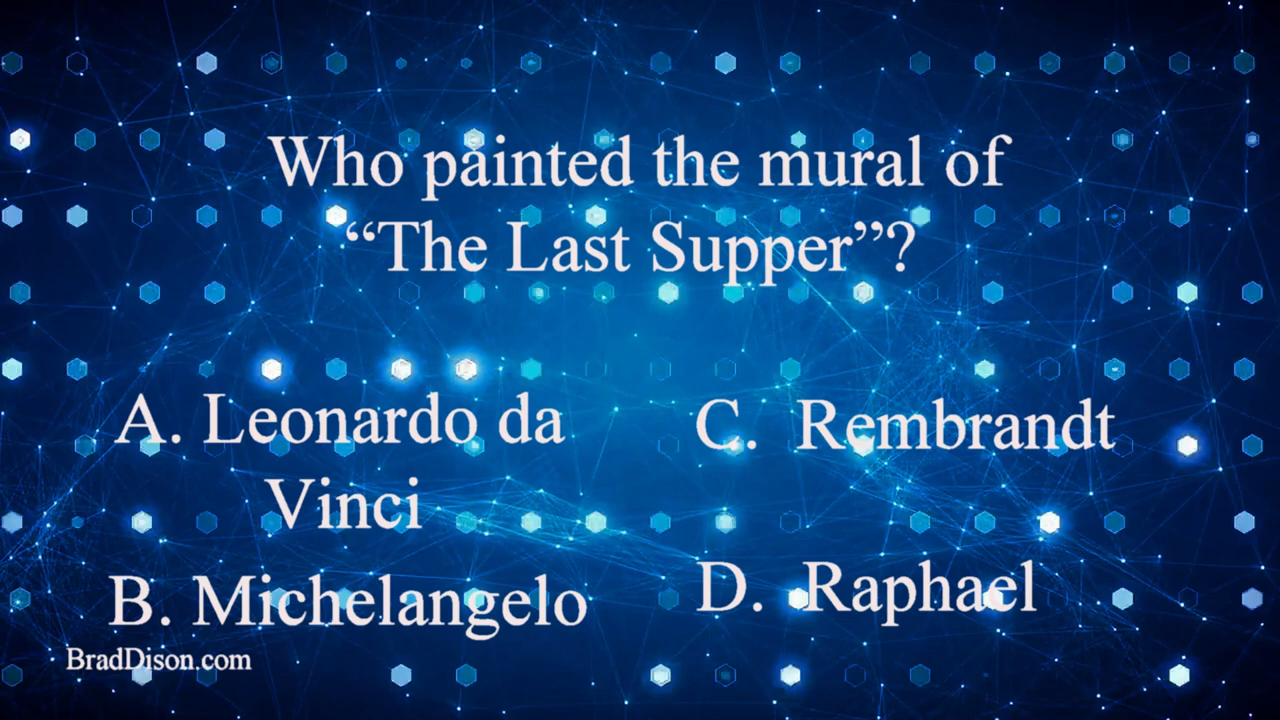 Who painted the mural of
“The Last Supper”?
A. Leonardo da
Vinci
B. Michelangelo
C. Rembrandt
D. Raphael
BradDison.com